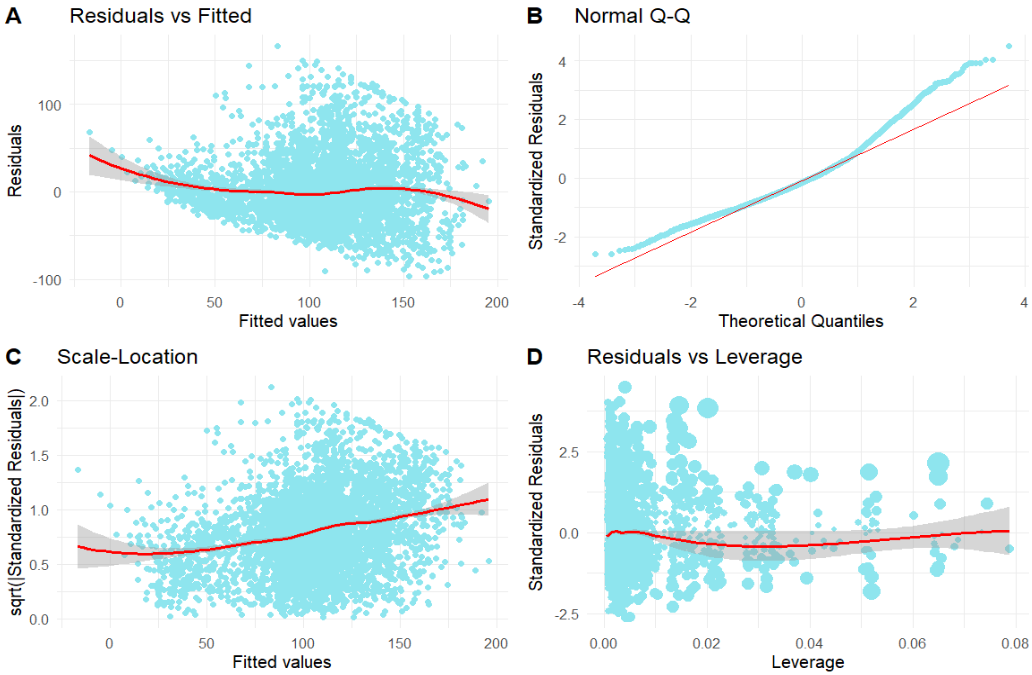 A Residuals vs Fitted
Residuals
100
0
-100
0 50 100 150 200
Fitted values
B Normal Q-Q
Standardized Residuals
4
2
0
-2
-4 -2 0 2 4
Theoretical Quantiles
C Scale-Location
sqrt(|Standardized Residuals|)
2.0
1.5
1.0
0.5
0.0
0 50 100 150 200
Fitted values
D Residuals vs Leverage
Standardized Residuals
2.5
0.0
-2.5
0.00 0.02 0.04 0.06 0.08
Leverage